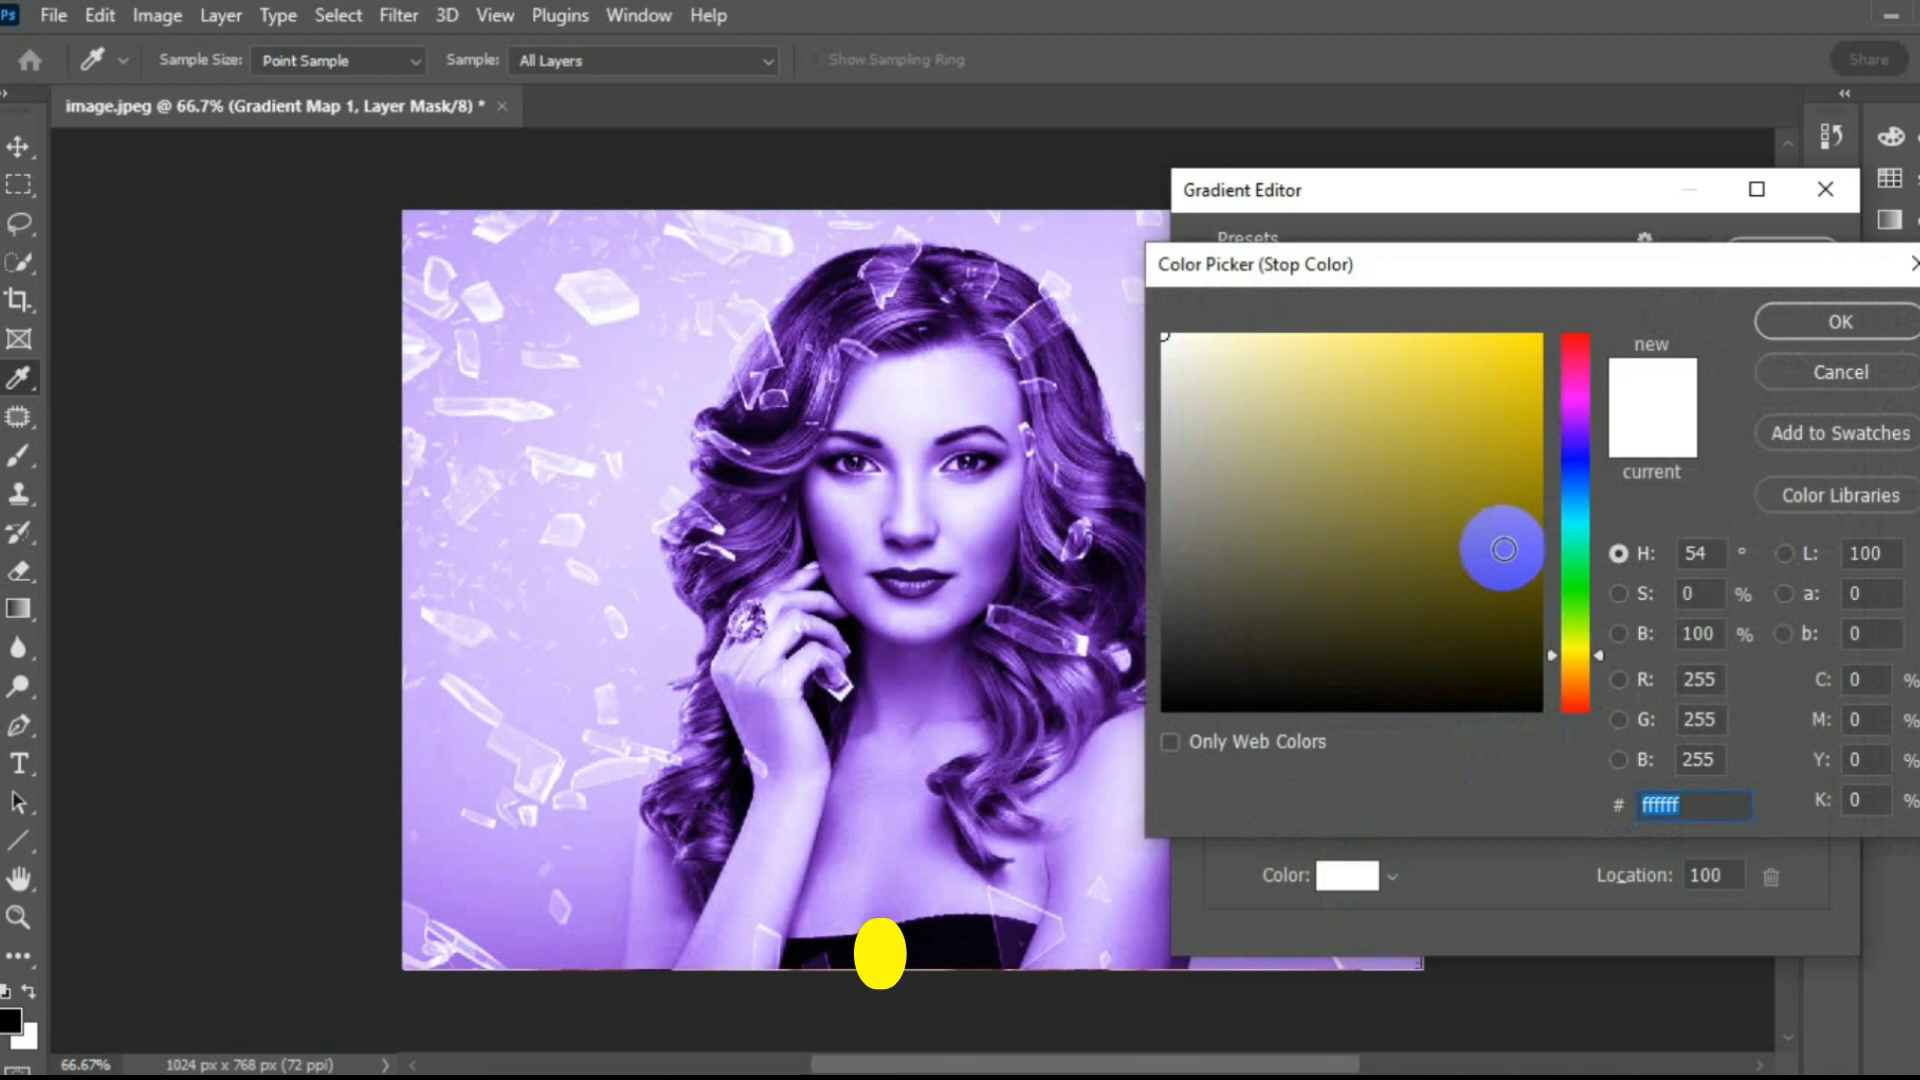 Ps File Edit Image Layer Type Select Filter 3D View Plugins Window Help
Sample Size: Point Sample Sample: All Layers Show Sampling Ring Share
image.jpeg @ 66.7% (Gradient Map 1, Layer Mask/8) *
Gradient Editor
Presets
Color Picker (Stop Color)
OK
new
Cancel
Add to Swatches
current
Color Libraries
H: 54 ° L: 100
S: 0 % a: 0
B: 100 % b: 0
R: 255 C: 0 %
G: 255 M: 0 %
Only Web Colors
B: 255 Y: 0 %
# ffffff K: 0 %
Color: Location: 100
66.67% 1024 px x 768 px (72 ppi)